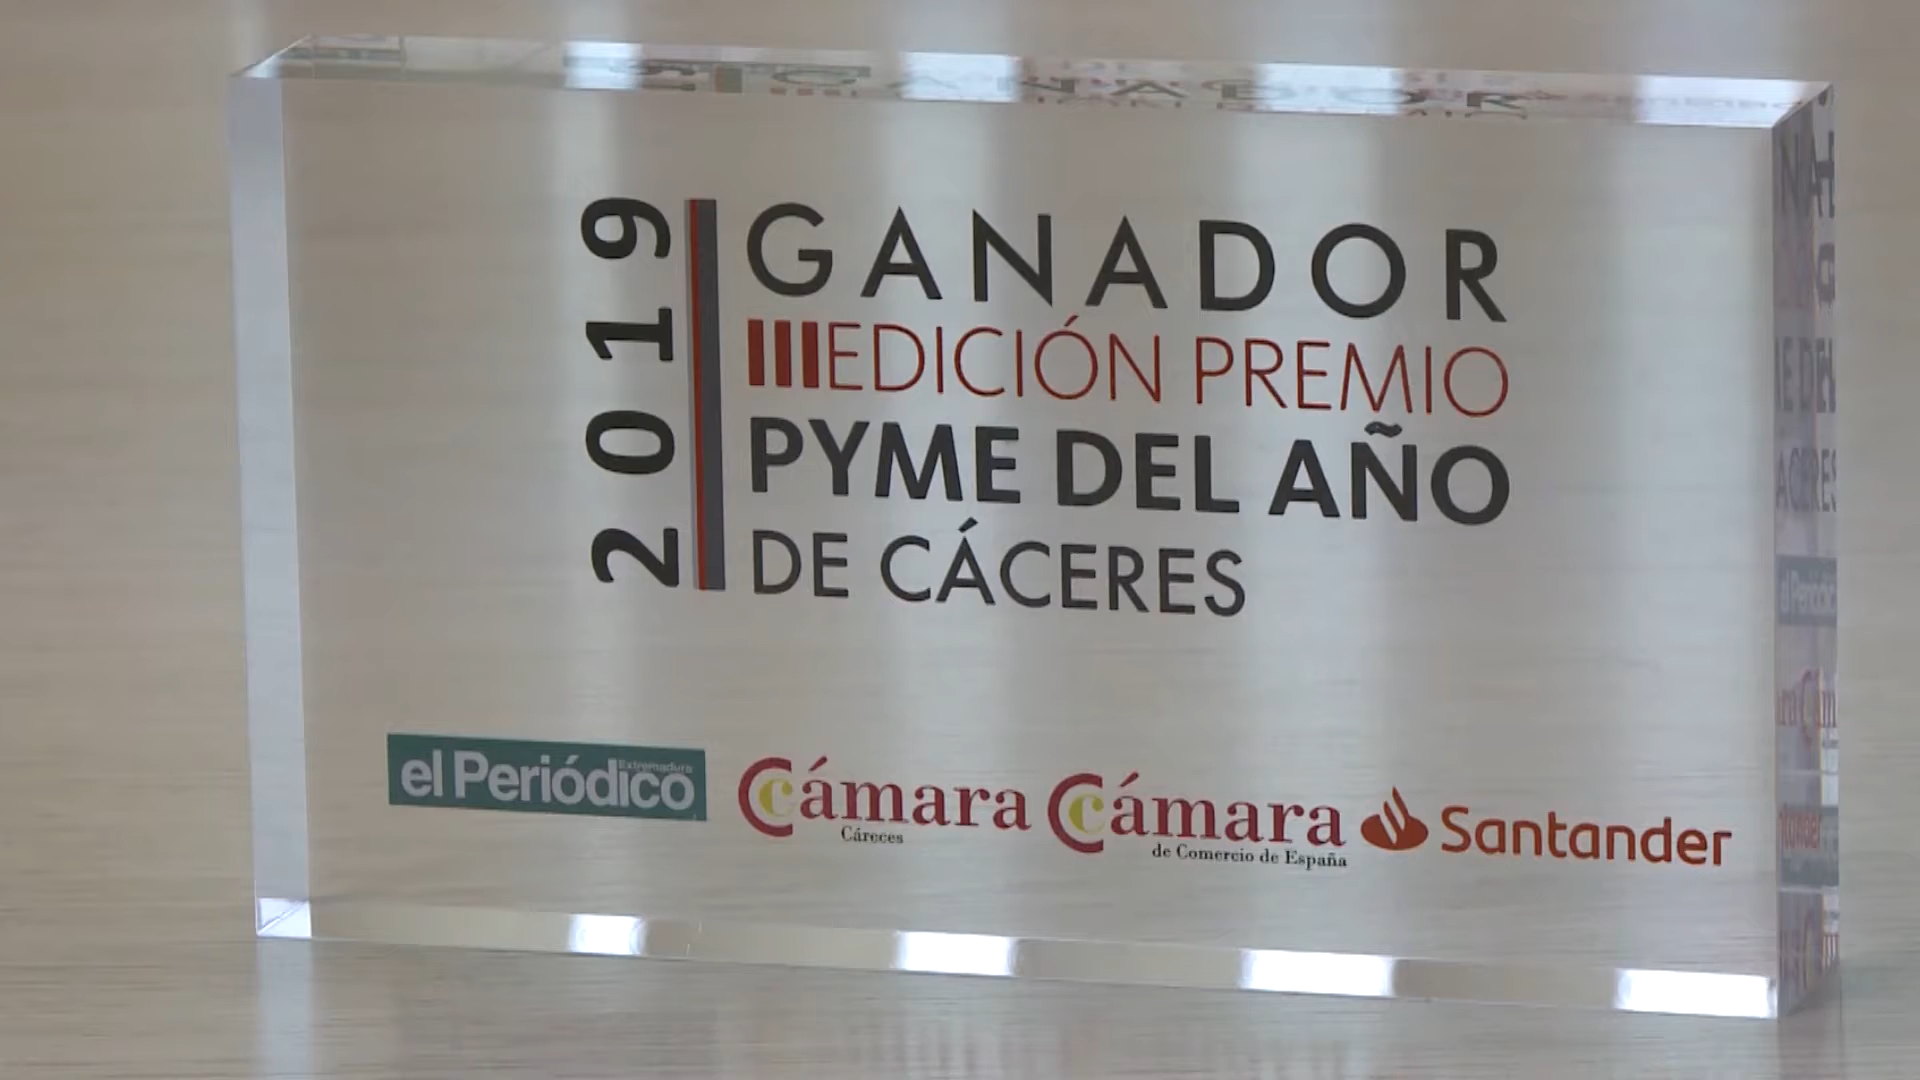 2019
GANADOR
III EDICIÓN PREMIO
PYME DEL AÑO
DE CÁCERES
el Periódico
Extremadura
Cámara
Cáreces
Cámara
de Comercio de España
Santander